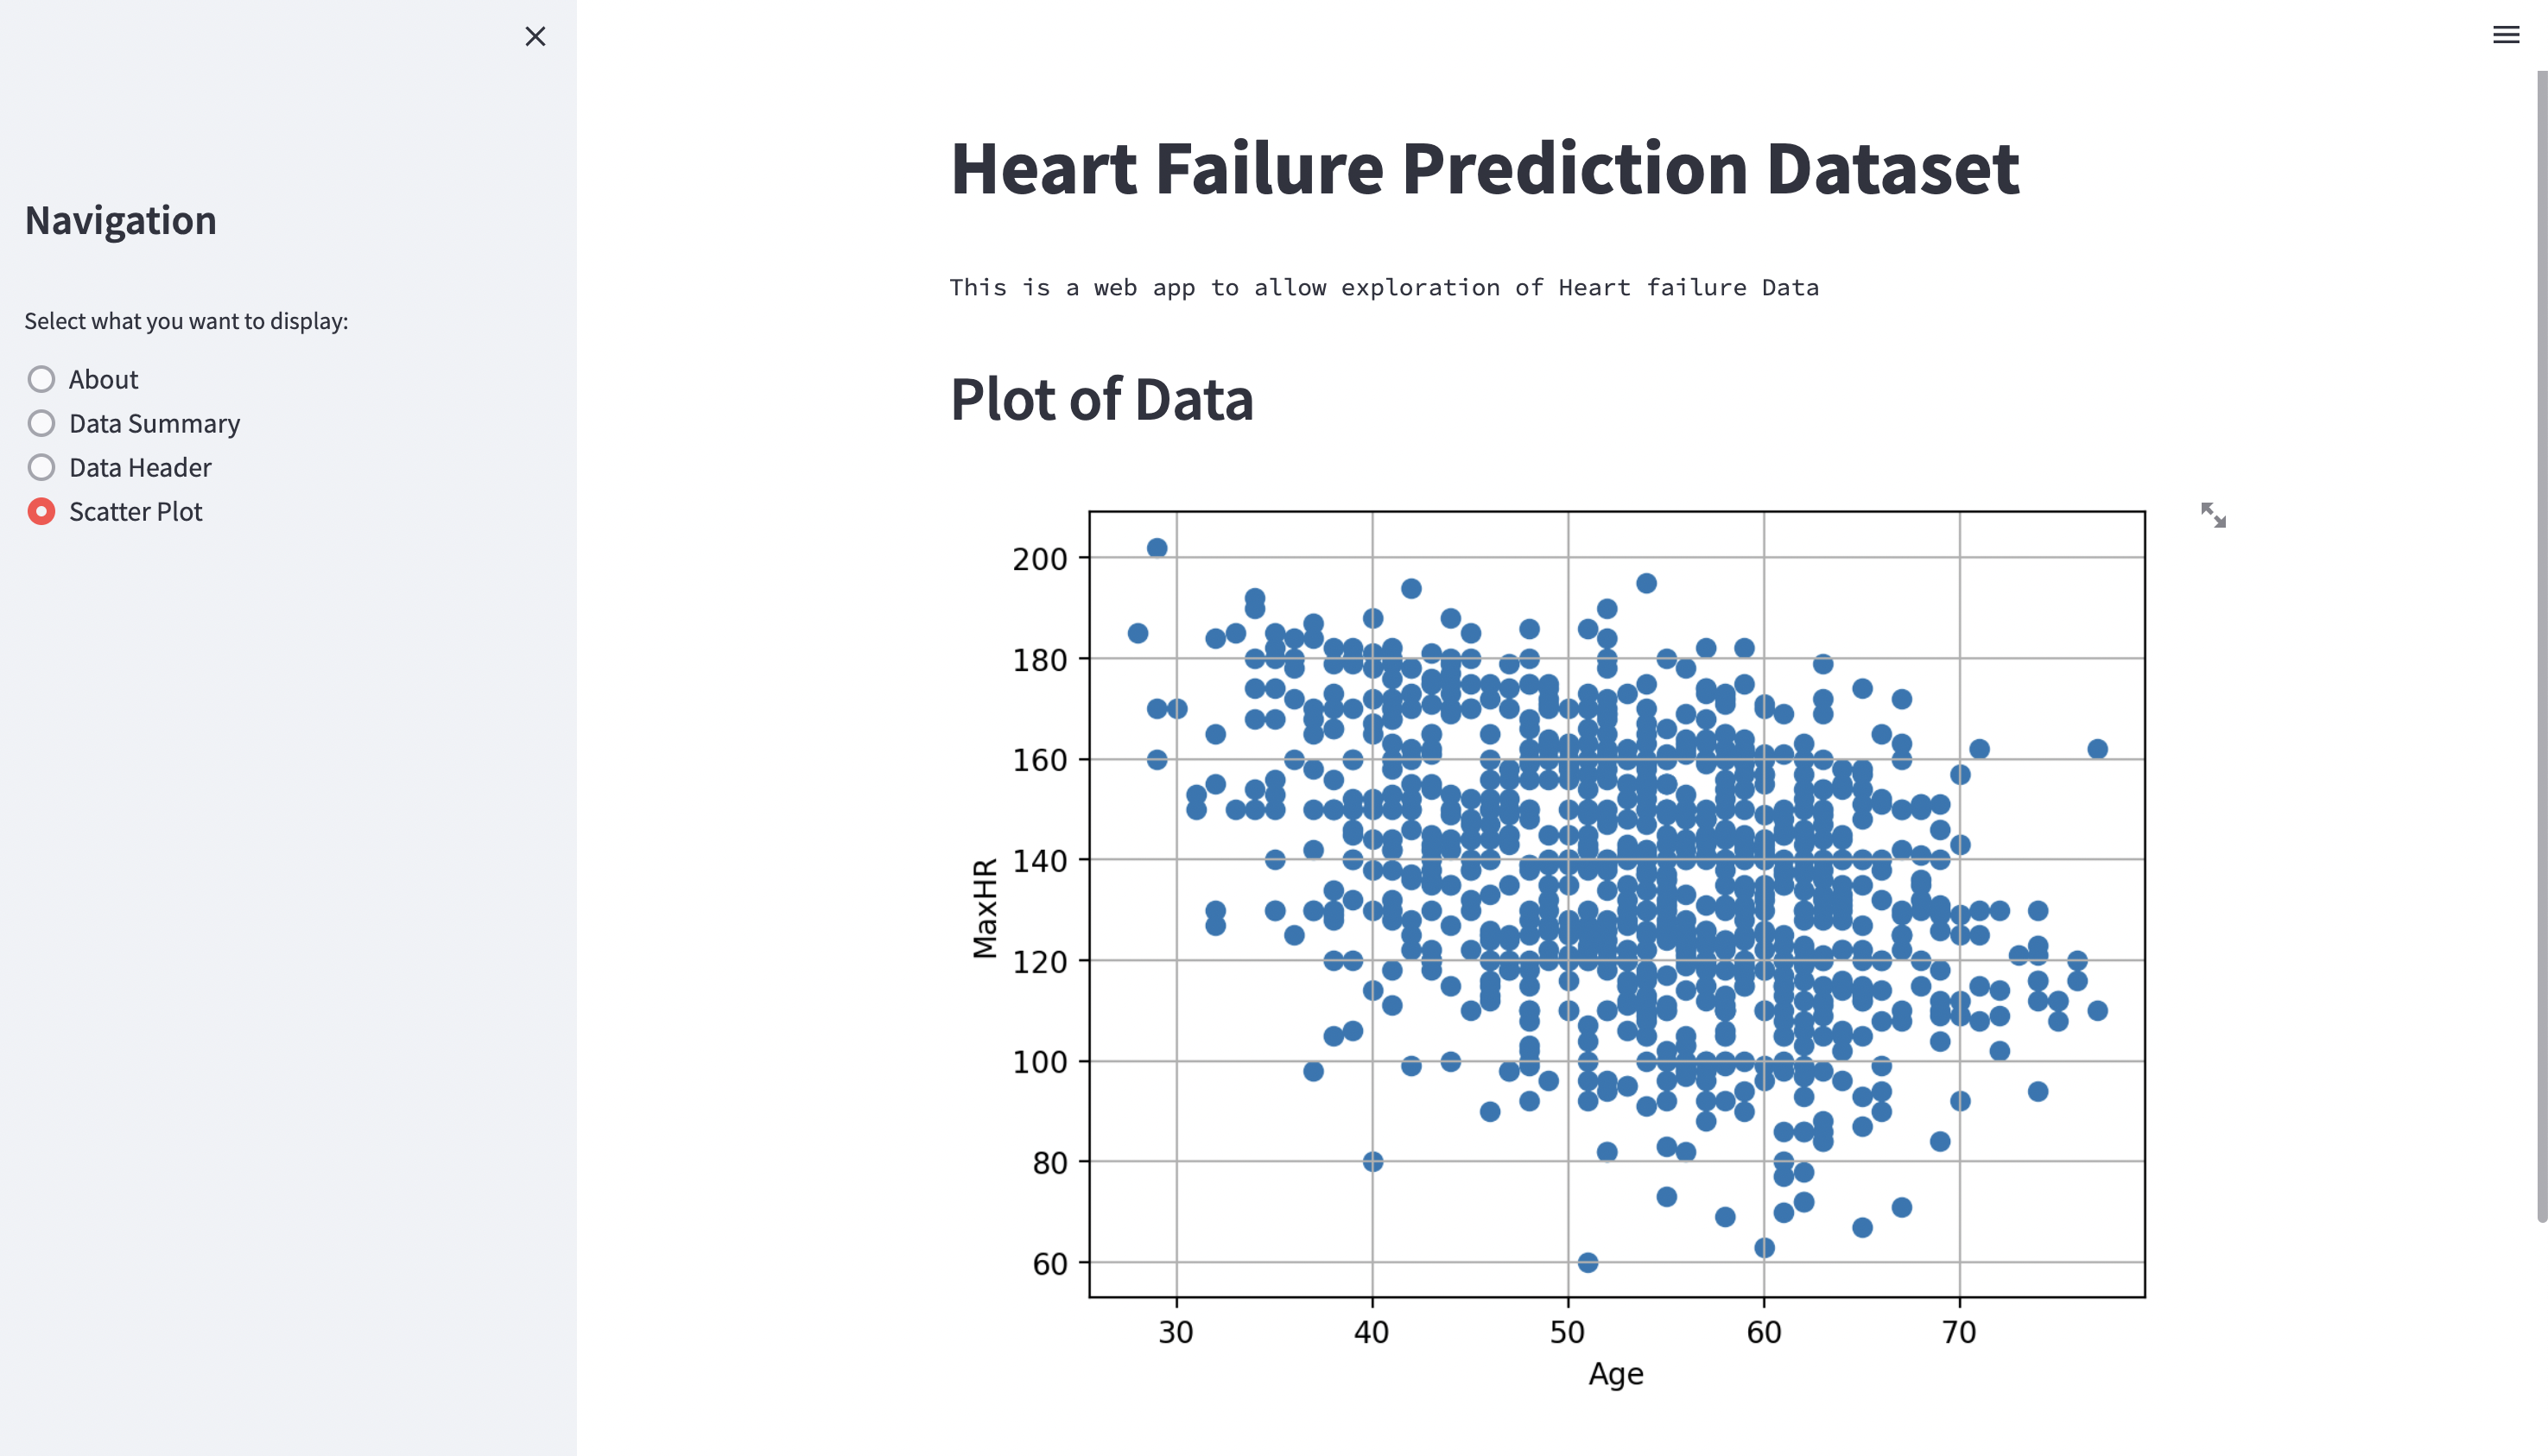 Navigation
Select what you want to display:
About
Data Summary
Data Header
Scatter Plot
Heart Failure Prediction Dataset
This is a web app to allow exploration of Heart failure Data
Plot of Data
200
180
160
140
120
100
80
60
MaxHR
30 40 50 60 70
Age